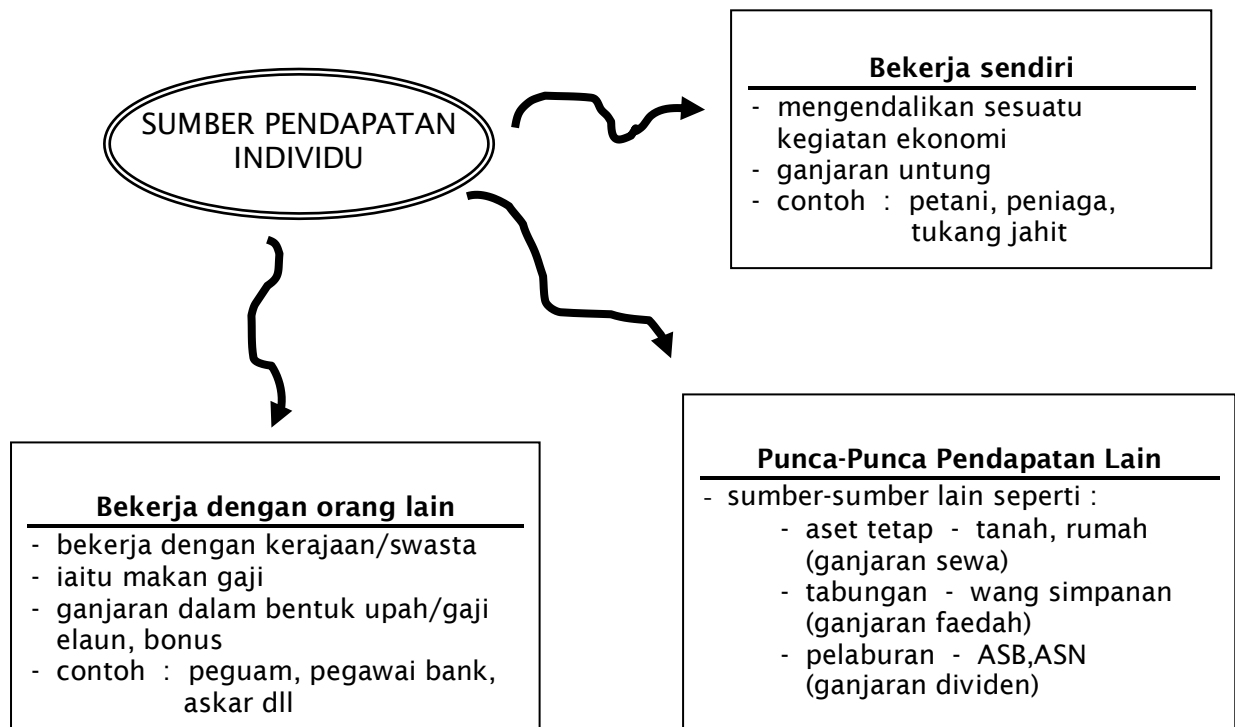 SUMBER PENDAPATAN
INDIVIDU
Bekerja sendiri
- mengendalikan sesuatu
kegiatan ekonomi
- ganjaran untung
- contoh : petani, peniaga,
tukang jahit
Bekerja dengan orang lain
- bekerja dengan kerajaan/swasta
- iaitu makan gaji
- ganjaran dalam bentuk upah/gaji
elaun, bonus
- contoh : peguam, pegawai bank,
askar dll
Punca-Punca Pendapatan Lain
- sumber-sumber lain seperti :
- aset tetap - tanah, rumah
(ganjaran sewa)
- tabungan - wang simpanan
(ganjaran faedah)
- pelaburan - ASB,ASN
(ganjaran dividen)